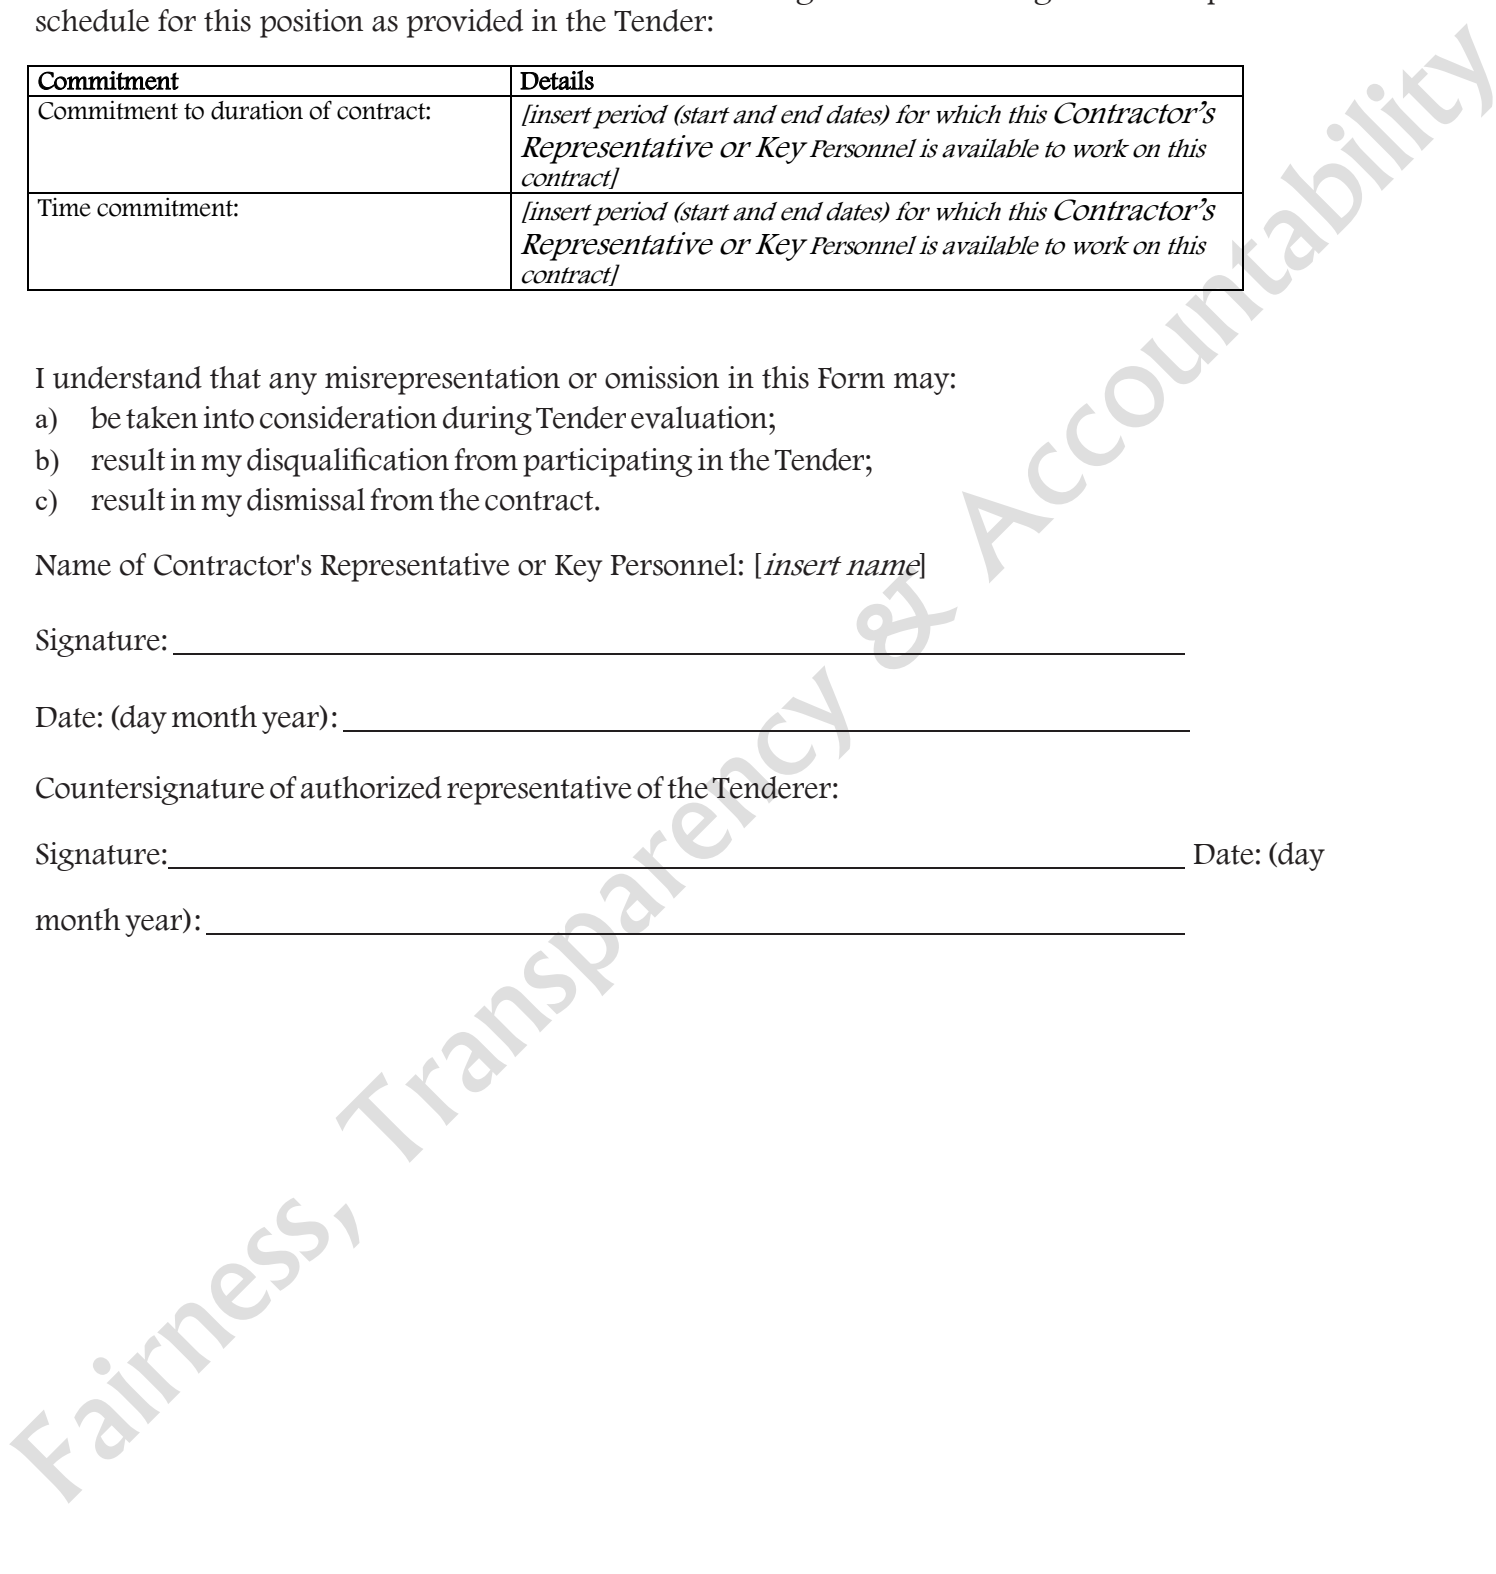 schedule for this position as provided in the Tender:
Commitment
Details
Commitment to duration of contract:
[insert period (start and end dates) for which this Contractor’s
Representative or Key Personnel is available to work on this
contract]
Time commitment:
[insert period (start and end dates) for which this Contractor’s
Representative or Key Personnel is available to work on this
contract]
I understand that any misrepresentation or omission in this Form may:
a) be taken into consideration during Tender evaluation;
b) result in my disqualification from participating in the Tender;
c) result in my dismissal from the contract.
Name of Contractor's Representative or Key Personnel: [insert name]
Signature:
Date: (day month year):
Countersignature of authorized representative of the Tenderer:
Signature: Date: (day
month year):
Fairness, Transparency & Accountability